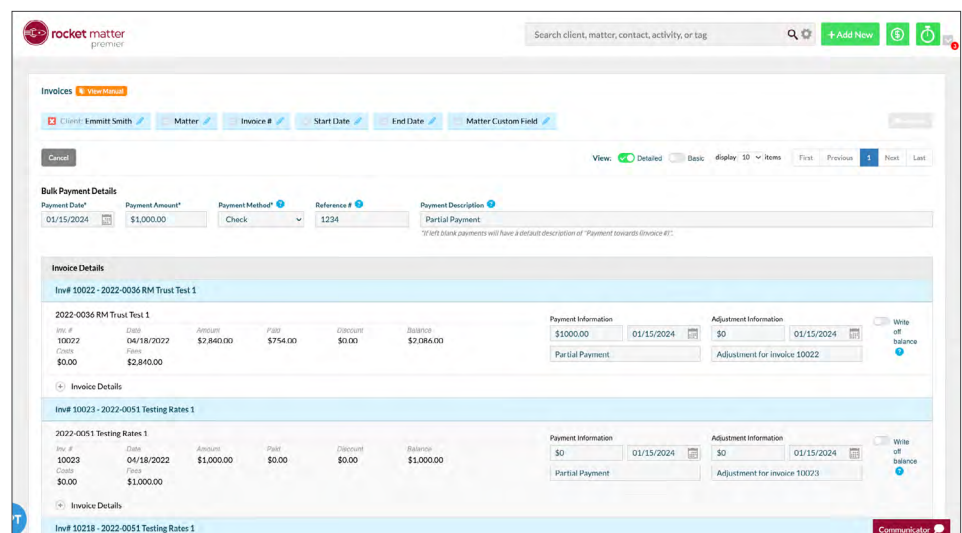 rocket matter
premier
Search client, matter, contact, activity, or tag
+ Add New
3
Invoices View Manual
Client: Emmitt Smith Matter Invoice # Start Date End Date Matter Custom Field
Cancel View: Detailed Basic display 10 items First Previous 1 Next Last
Bulk Payment Details
Payment Date* Payment Amount* Payment Method* Reference # Payment Description
01/15/2024 $1,000.00 Check 1234 Partial Payment
"If left blank payments will have a default description of "Payment towards (Invoice #)".
Invoice Details
Inv# 10022 - 2022-0036 RM Trust Test 1
2022-0036 RM Trust Test 1 Payment Information Adjustment Information
Inv. # Date Amount Paid Discount Balance
10022 04/18/2022 $2,840.00 $754.00 $0.00 $2,086.00
$1000.00 01/15/2024 $0 01/15/2024 Write off balance
Costs Fees
$0.00 $2,840.00
Partial Payment Adjustment for invoice 10022
+ Invoice Details
Inv# 10023 - 2022-0051 Testing Rates 1
2022-0051 Testing Rates 1 Payment Information Adjustment Information
Inv. # Date Amount Paid Discount Balance
10023 04/18/2022 $1,000.00 $0.00 $0.00 $1,000.00
$0 01/15/2024 $0 01/15/2024 Write off balance
Costs Fees
$0.00 $1,000.00
Partial Payment Adjustment for invoice 10023
+ Invoice Details
Inv# 10218 - 2022-0051 Testing Rates 1
Communicator